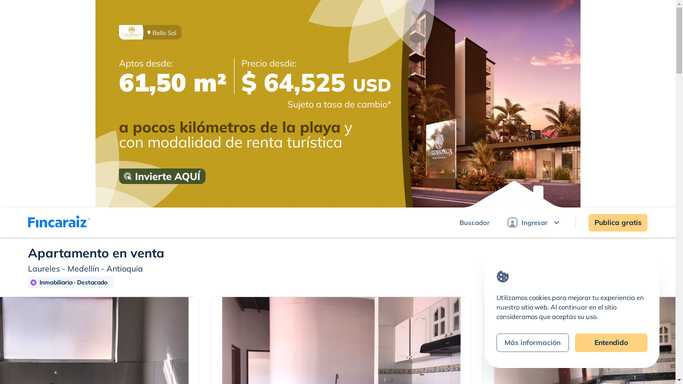 Bello Sol
Aptos desde:
61,50 m²
Precio desde:
$ 64,525 USD
Sujeto a tasa de cambio*
a pocos kilómetros de la playa y
con modalidad de renta turística
Invierte AQUÍ
Fincaraíz
Buscador
Ingresar
Publica gratis
Apartamento en venta
Laureles - Medellín - Antioquia
Inmobiliaria · Destacado
Utilizamos cookies para mejorar tu experiencia en
nuestro sitio web. Al continuar en el sitio
consideramos que aceptas su uso.
Más información
Entendido